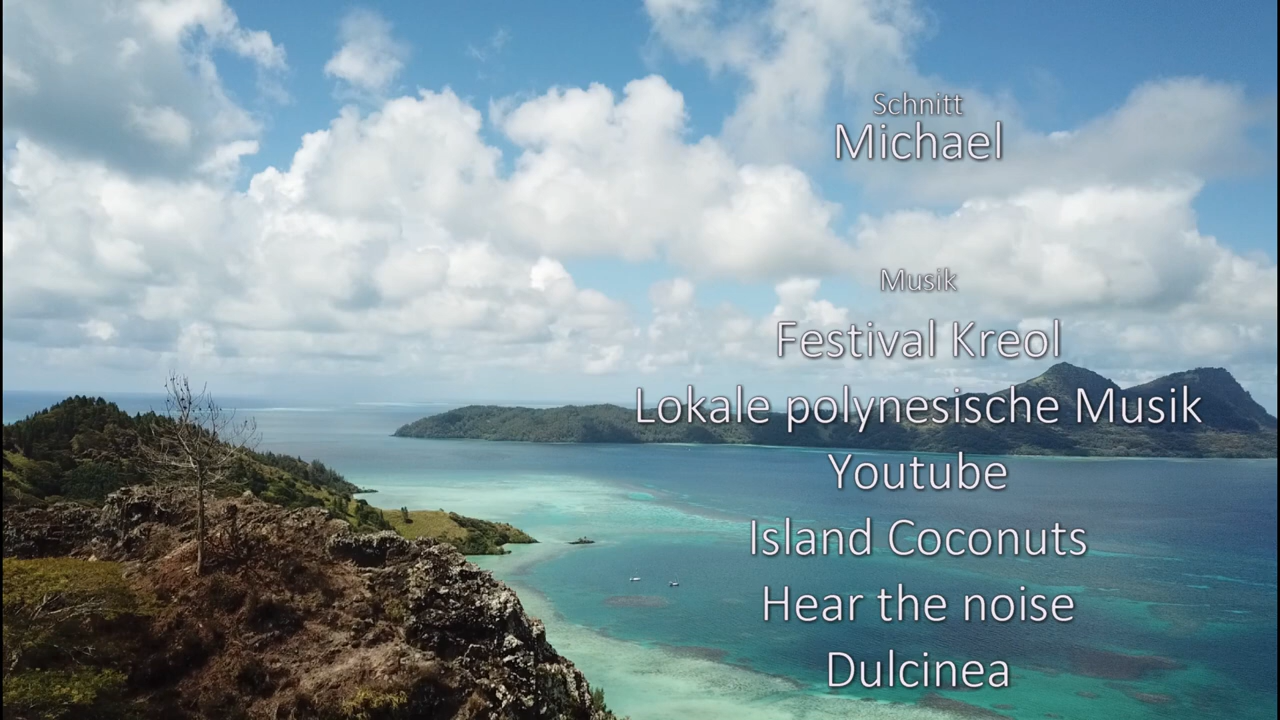 Schnitt
Michael
Musik
Festival Kreol
Lokale polynesische Musik
Youtube
Island Coconuts
Hear the noise
Dulcinea